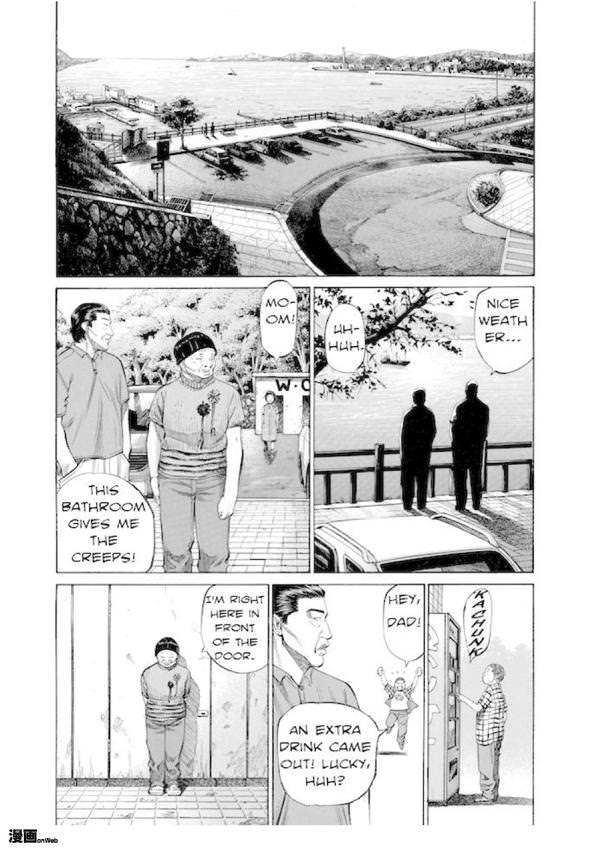 NICE
WEATH
ER...
UH-
HUH.
MO-
OM!
W.C
THIS
BATHROOM
GIVES ME
THE
CREEPS!
KACHUNK
HEY,
DAD!
AN EXTRA
DRINK CAME
OUT! LUCKY,
HUH?
I'M RIGHT
HERE IN
FRONT
OF THE
DOOR.
漫画onWeb